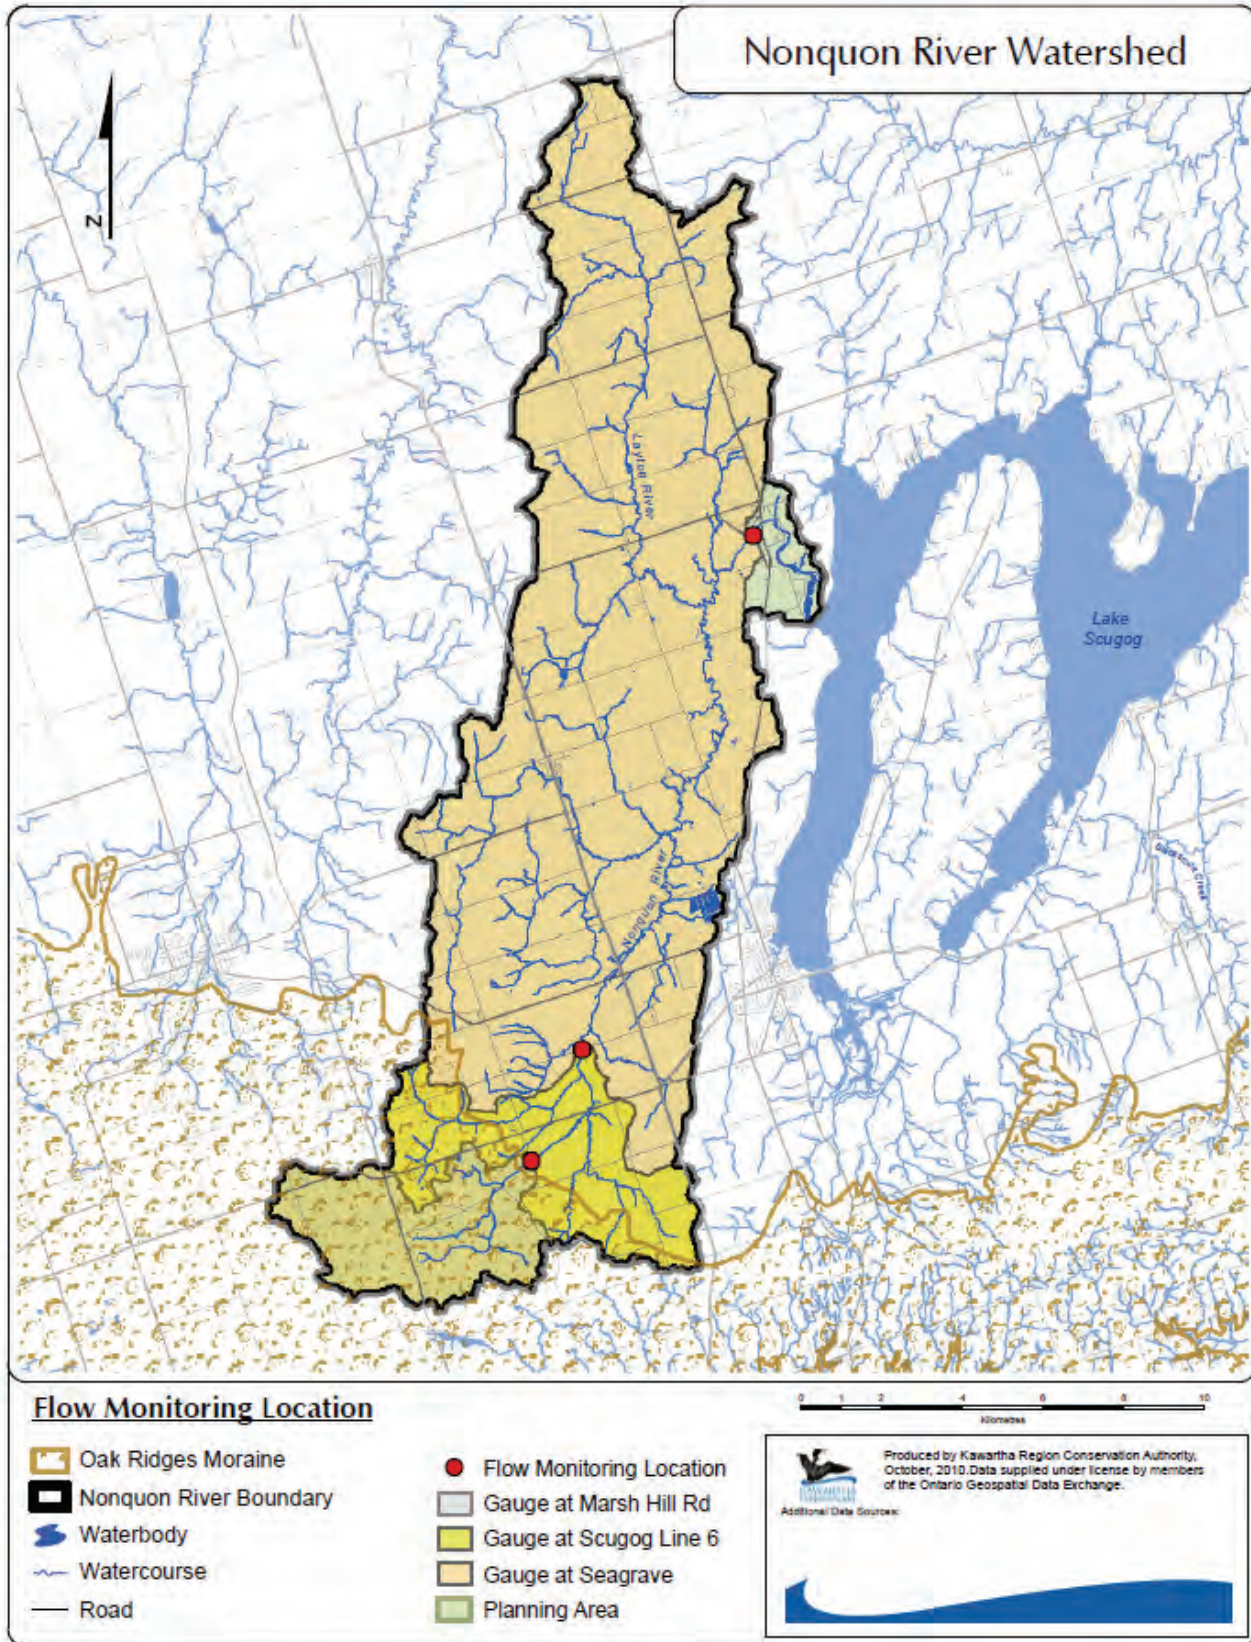 Nonquon River Watershed
N
Layton River
Lake
Scugog
Nonquon River
Blackstock Creek
Flow Monitoring Location
Oak Ridges Moraine
Nonquon River Boundary
Waterbody
Watercourse
Road
Flow Monitoring Location
Gauge at Marsh Hill Rd
Gauge at Scugog Line 6
Gauge at Seagrave
Planning Area
0 1 2 4 6 8 10
Kilometres
Produced by Kawartha Region Conservation Authority,
October, 2010.Data supplied under license by members
of the Ontario Geospatial Data Exchange.
Additional Data Sources: